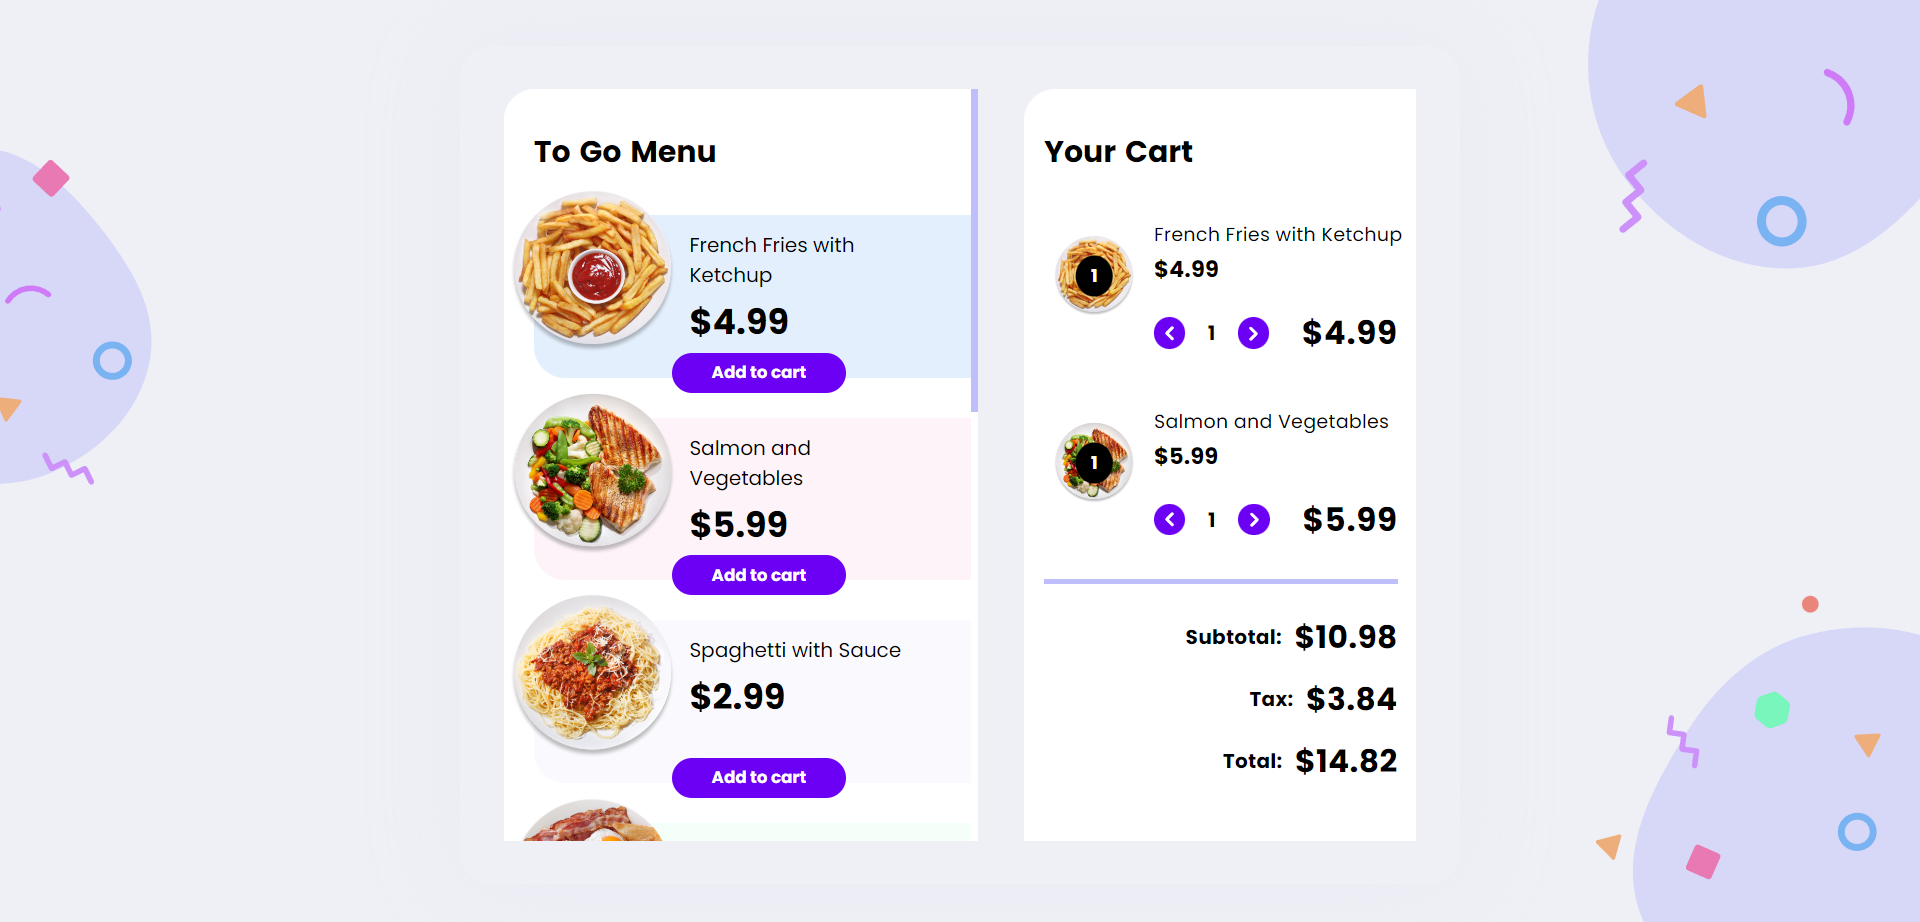 To Go Menu
French Fries with
Ketchup
$4.99
Add to cart
Salmon and
Vegetables
$5.99
Add to cart
Spaghetti with Sauce
$2.99
Add to cart
Your Cart
1
French Fries with Ketchup
$4.99
1 $4.99
1
Salmon and Vegetables
$5.99
1 $5.99
Subtotal: $10.98
Tax: $3.84
Total: $14.82